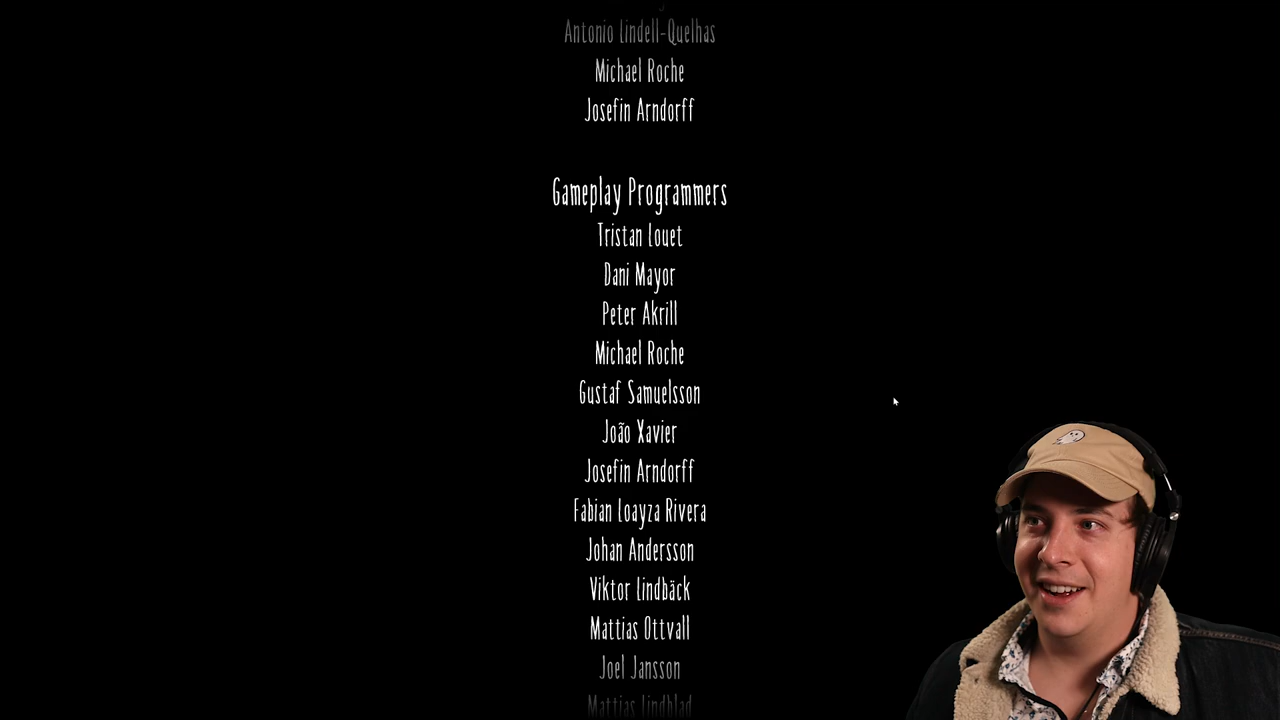 Antonio Lindell-Quelhas
Michael Roche
Josefin Arndorff
Gameplay Programmers
Tristan Louet
Dani Mayor
Peter Akrill
Michael Roche
Gustaf Samuelsson
João Xavier
Josefin Arndorff
Fabian Loayza Rivera
Johan Andersson
Viktor Lindbäck
Mattias Ottvall
Joel Jansson
Mattias Lindblad